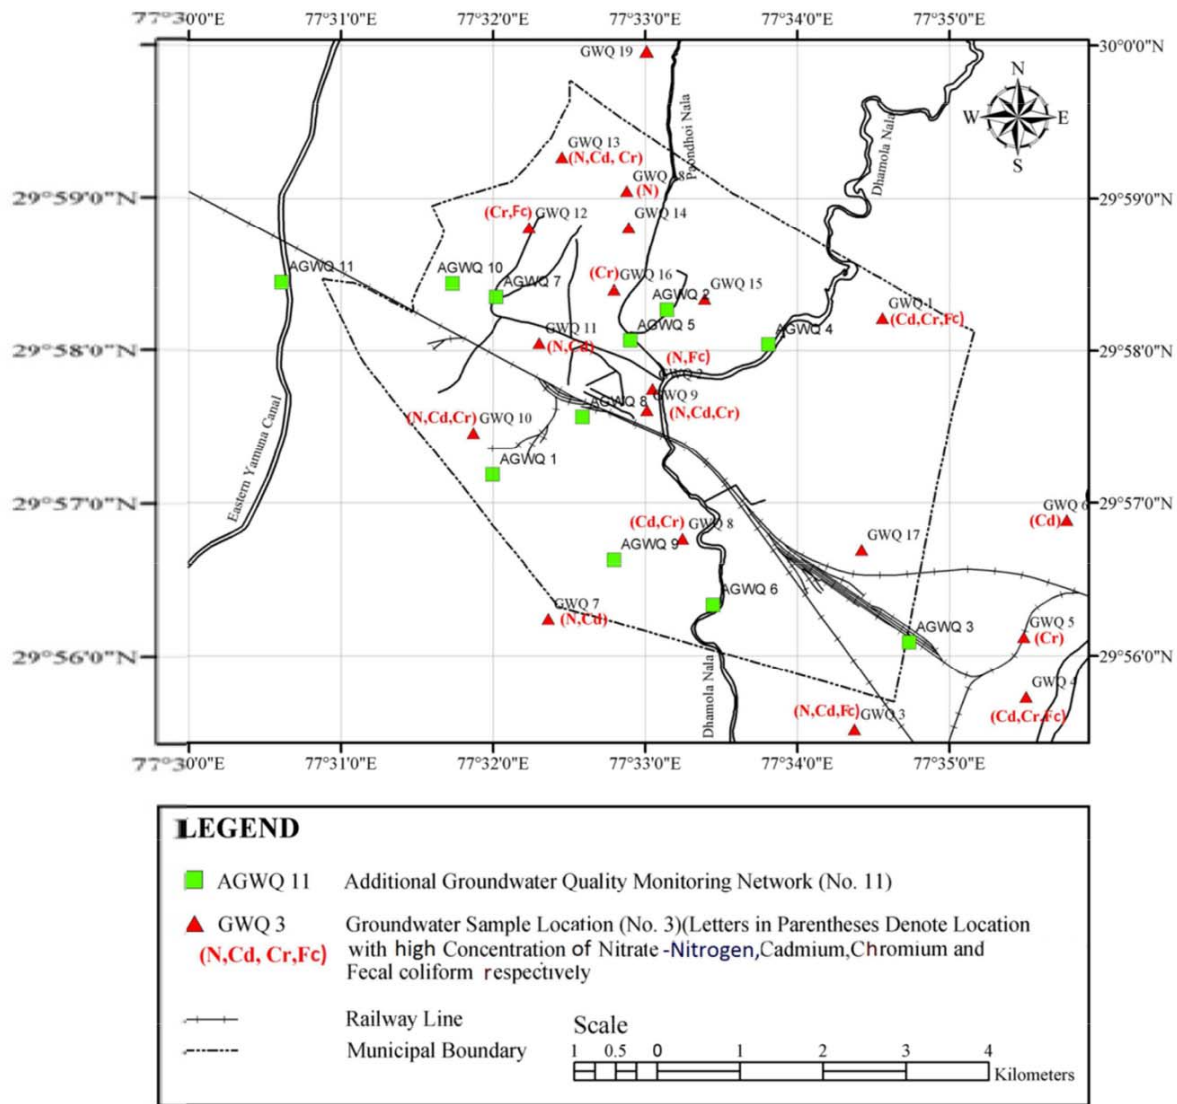 77°30'0"E 77°31'0"E 77°32'0"E 77°33'0"E 77°34'0"E 77°35'0"E
GWQ 19
30°0'0"N
N
W E
S
Dhamola Nala
GWQ 13
(N,Cd, Cr)
GWQ 18
(N)
29°59'0"N 29°59'0"N
(Cr,Fc) GWQ 12
GWQ 14
AGWQ 11
AGWQ 10
AGWQ 7
(Cr) GWQ 16
GWQ 15
AGWQ 2
GWQ 1
(Cd,Cr,Fc)
AGWQ 5
AGWQ 4
GWQ 11
(N,Cd)
29°58'0"N 29°58'0"N
(N,Fc)
GWQ 2
GWQ 9
(N,Cd,Cr)
AGWQ 8
(N,Cd,Cr) GWQ 10
AGWQ 1
Eastern Yamuna Canal
29°57'0"N 29°57'0"N
GWQ 6
(Cd)
(Cd,Cr) GWQ 8
GWQ 17
AGWQ 9
AGWQ 6
GWQ 7
(N,Cd)
AGWQ 3
GWQ 5
(Cr)
29°56'0"N 29°56'0"N
Dhamola Nala
GWQ 4
(Cd,Cr,Fc)
(N,Cd,Fc) GWQ 3
77°30'0"E 77°31'0"E 77°32'0"E 77°33'0"E 77°34'0"E 77°35'0"E
LEGEND
AGWQ 11 Additional Groundwater Quality Monitoring Network (No. 11)
GWQ 3 Groundwater Sample Location (No. 3)(Letters in Parentheses Denote Location
(N,Cd, Cr,Fc) with high Concentration of Nitrate -Nitrogen,Cadmium,Chromium and
Fecal coliform respectively
Railway Line
Municipal Boundary
Scale
1 0.5 0 1 2 3 4
Kilometers